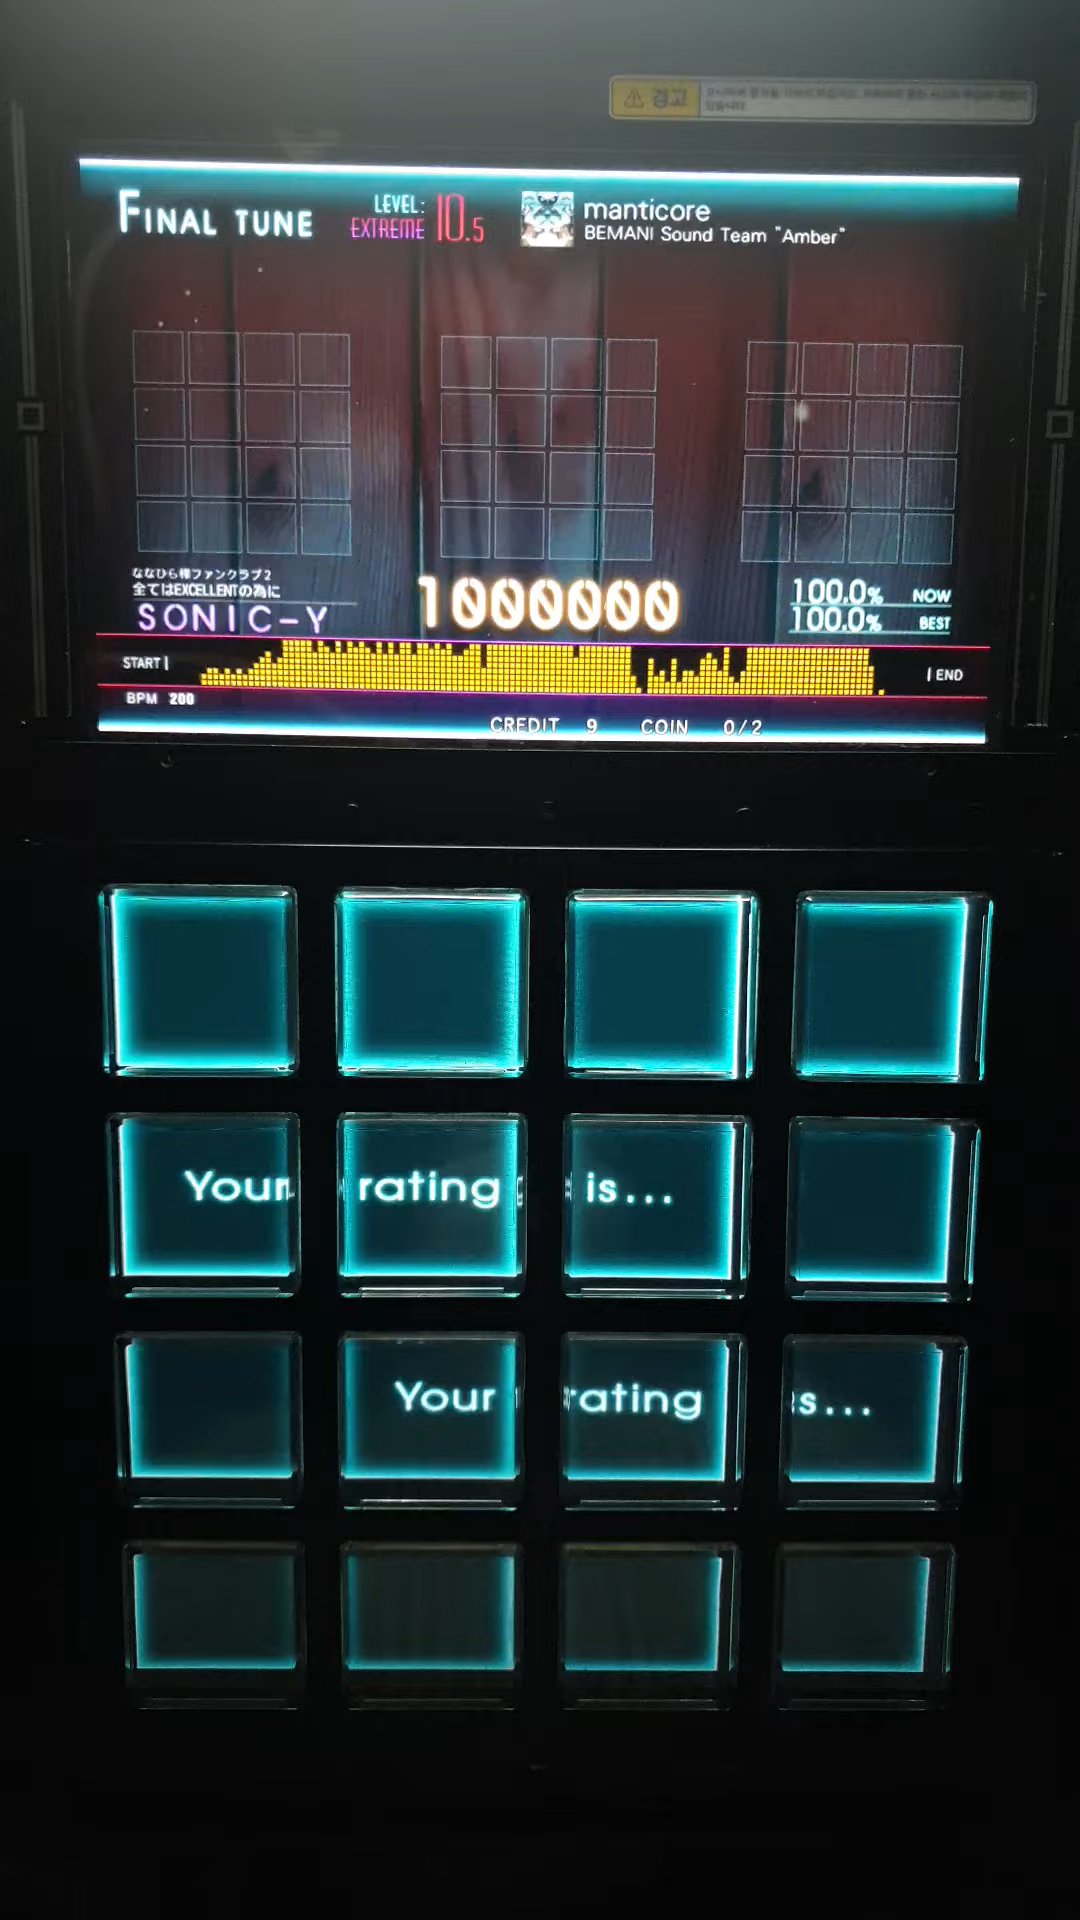 경고
FINAL TUNE
LEVEL:
EXTREME 10.5
manticore
BEMANI Sound Team "Amber"
ななひら様ファンクラブ2
全てはEXCELLENTの為に
SONIC-Y
1000000
100.0% NOW
100.0% BEST
START
END
BPM 200
CREDIT 9 COIN 0/2
Your rating is...
Your rating is...